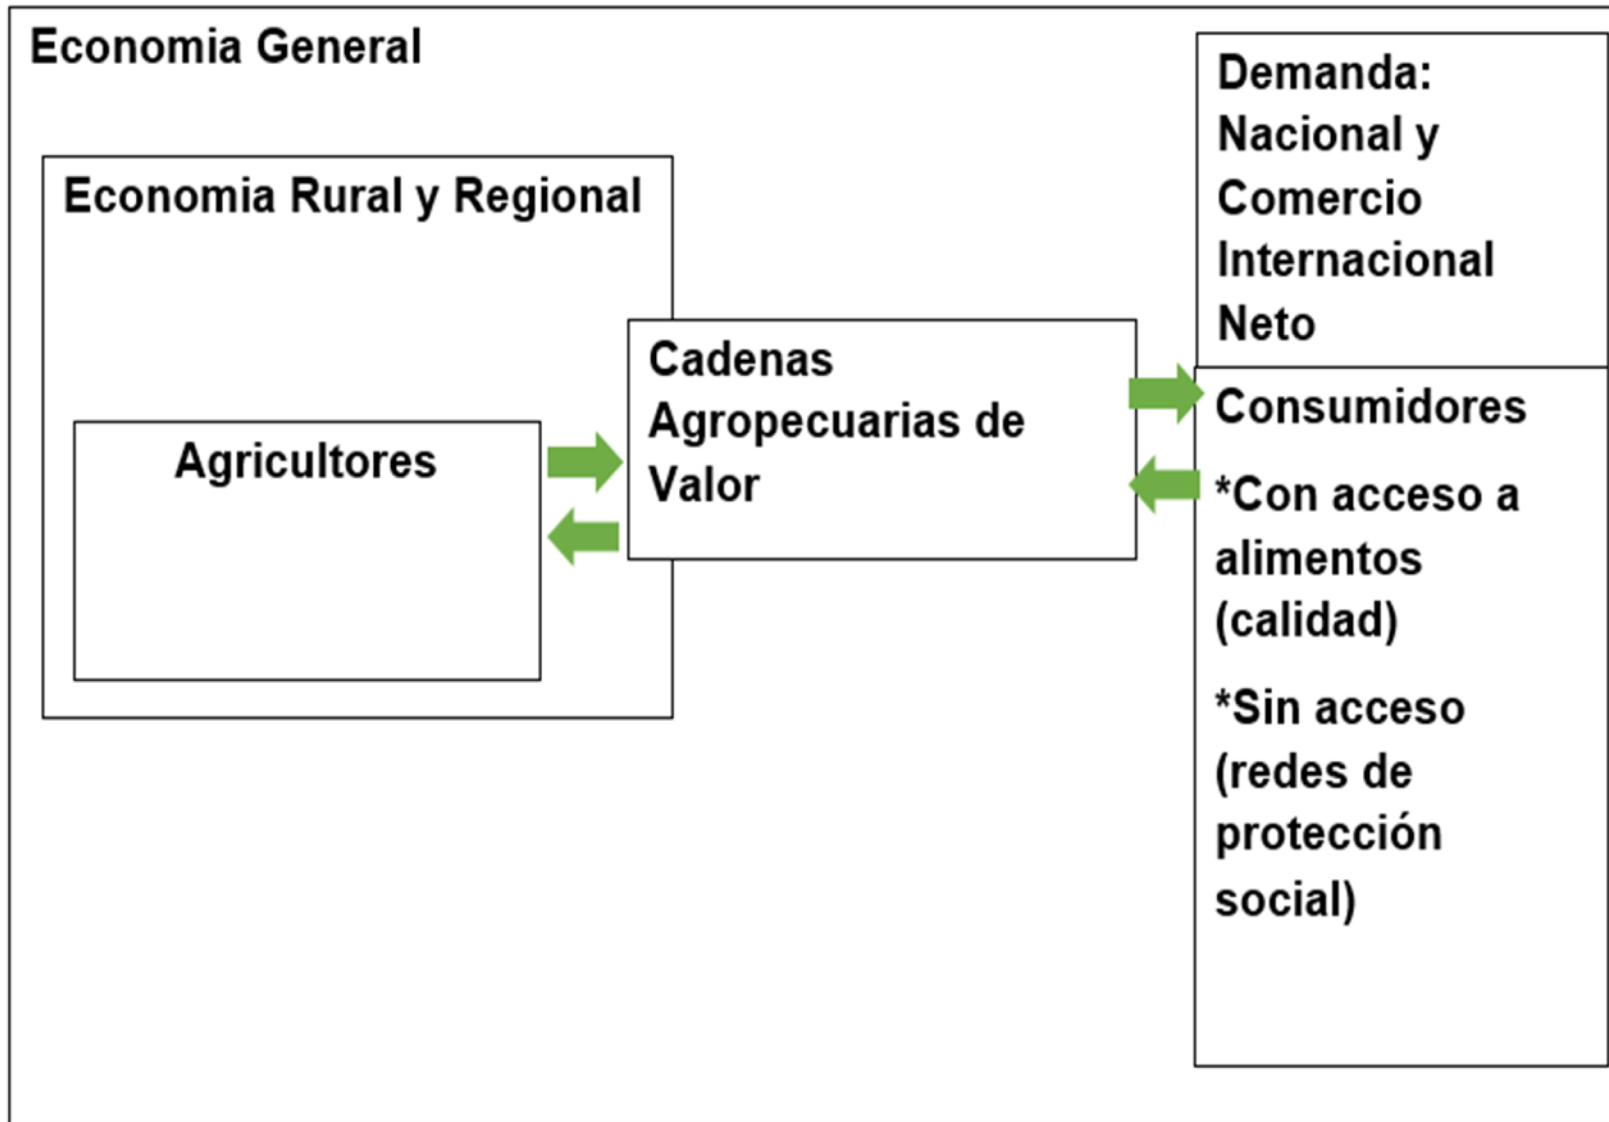 Economia General
Economia Rural y Regional
Agricultores
Cadenas
Agropecuarias de
Valor
Demanda:
Nacional y
Comercio
Internacional
Neto
Consumidores
*Con acceso a
alimentos
(calidad)
*Sin acceso
(redes de
protección
social)